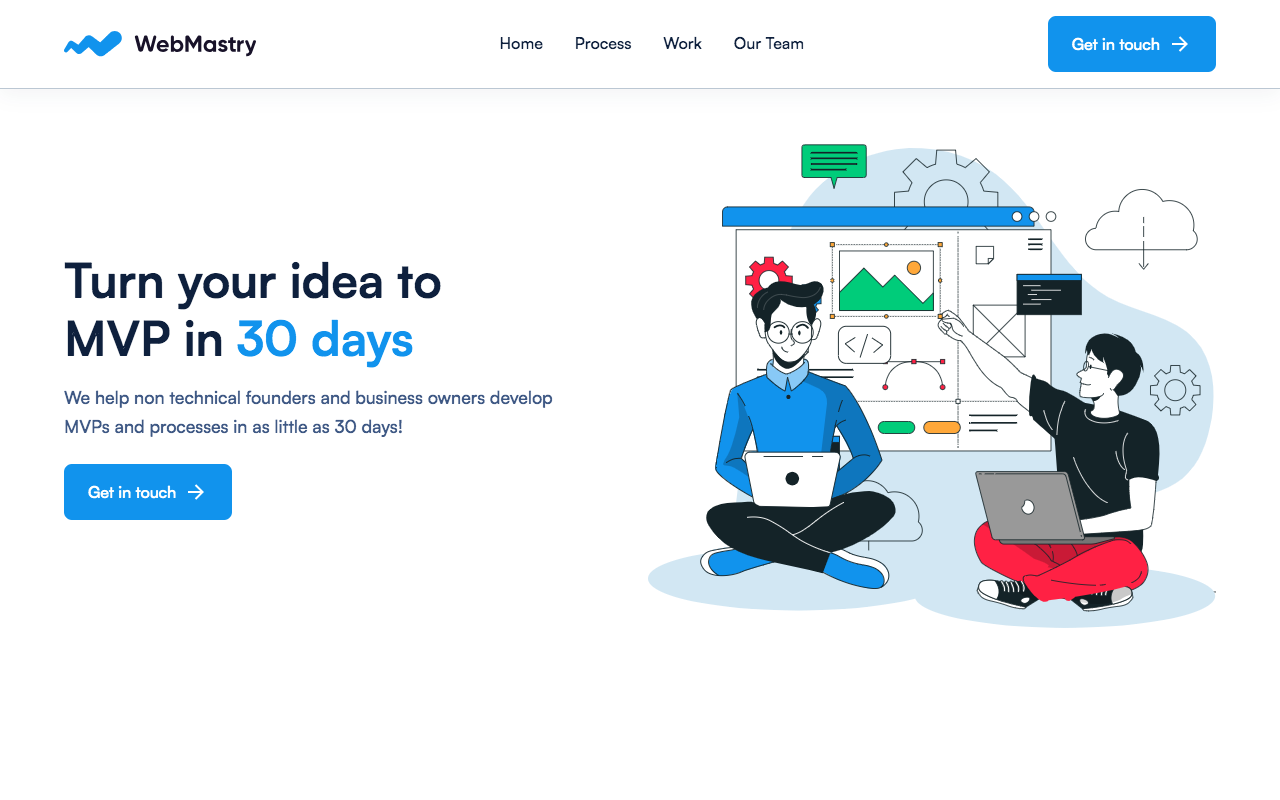 WebMastry
Home
Process
Work
Our Team
Get in touch
Turn your idea to
MVP in 30 days
We help non technical founders and business owners develop
MVPs and processes in as little as 30 days!
Get in touch